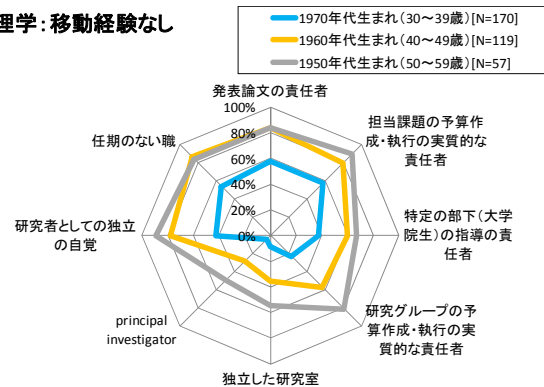 理学：移動経験なし
1970年代生まれ（30～39歳）[N=170]
1960年代生まれ（40～49歳）[N=119]
1950年代生まれ（50～59歳）[N=57]
発表論文の責任者
担当課題の予算作
成・執行の実質的な
責任者
特定の部下（大学
院生）の指導の責
任者
研究グループの予
算作成・執行の実
質的な責任者
独立した研究室
principal
investigator
研究者としての独立
の自覚
任期のない職
100%
80%
60%
40%
20%
0%